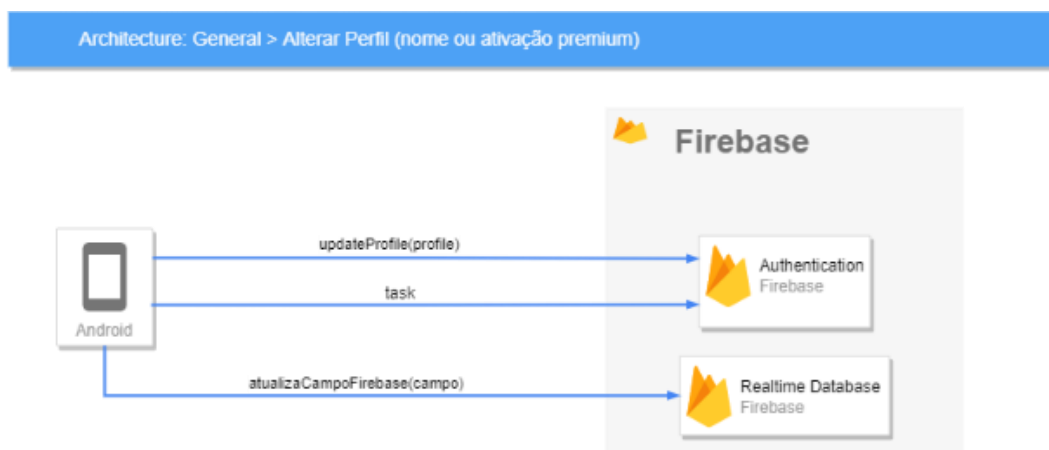 Architecture: General > Alterar Perfil (nome ou ativação premium)
Firebase
updateProfile(profile)
Authentication
Firebase
task
Android
atualizaCampoFirebase(campo)
Realtime Database
Firebase